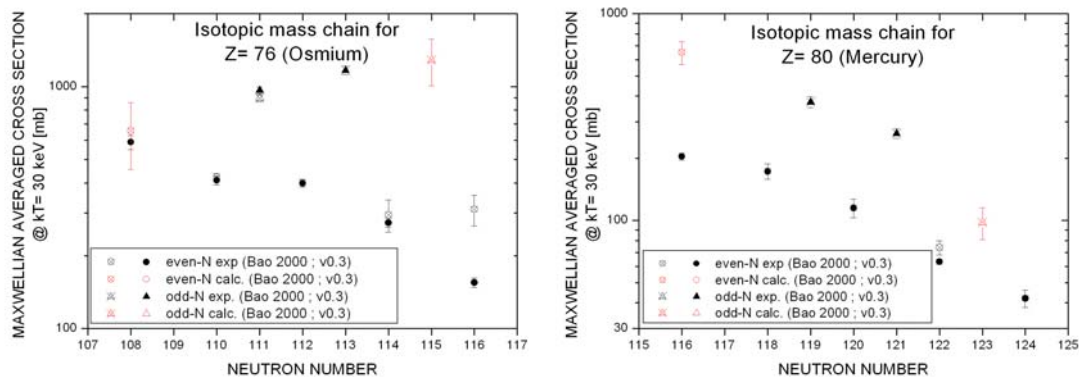 Isotopic mass chain for
Z= 76 (Osmium)
MAXWELLIAN AVERAGED CROSS SECTION
@ kT= 30 keV [mb]
1000
100
even-N exp (Bao 2000 ; v0.3)
even-N calc. (Bao 2000 ; v0.3)
odd-N exp. (Bao 2000 ; v0.3)
odd-N calc. (Bao 2000 ; v0.3)
107 108 109 110 111 112 113 114 115 116 117
NEUTRON NUMBER
Isotopic mass chain for
Z= 80 (Mercury)
MAXWELLIAN AVERAGED CROSS SECTION
@ kT= 30 keV [mb]
1000
100
30
even-N exp (Bao 2000 ; v0.3)
even-N calc. (Bao 2000 ; v0.3)
odd-N exp. (Bao 2000 ; v0.3)
odd-N calc. (Bao 2000 ; v0.3)
115 116 117 118 119 120 121 122 123 124 125
NEUTRON NUMBER